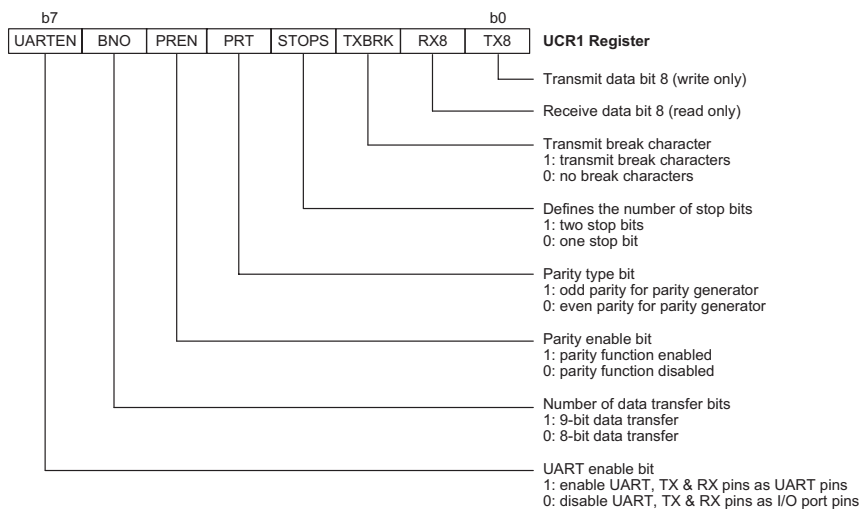 b7 b0
UARTEN BNO PREN PRT STOPS TXBRK RX8 TX8 UCR1 Register
Transmit data bit 8 (write only)
Receive data bit 8 (read only)
Transmit break character
1: transmit break characters
0: no break characters
Defines the number of stop bits
1: two stop bits
0: one stop bit
Parity type bit
1: odd parity for parity generator
0: even parity for parity generator
Parity enable bit
1: parity function enabled
0: parity function disabled
Number of data transfer bits
1: 9-bit data transfer
0: 8-bit data transfer
UART enable bit
1: enable UART, TX & RX pins as UART pins
0: disable UART, TX & RX pins as I/O port pins